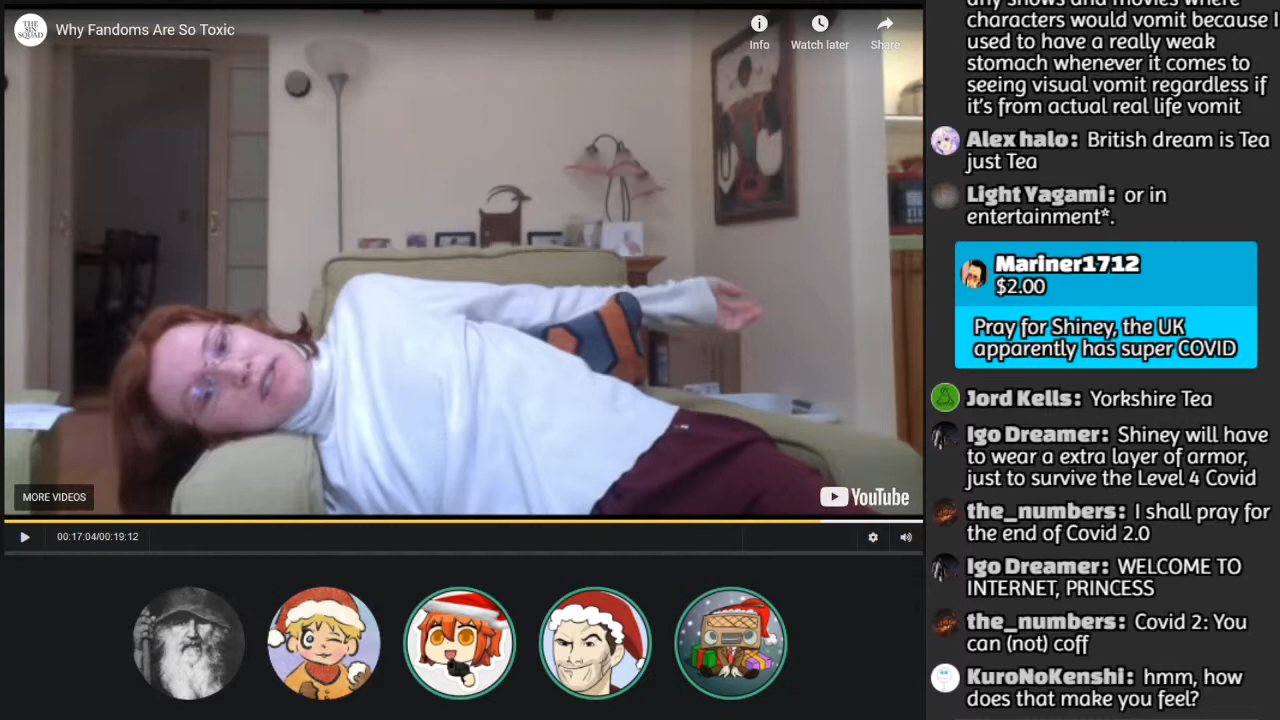 THE
SIN
SQUAD
Why Fandoms Are So Toxic
Info
Watch later
Share
MORE VIDEOS
YouTube
00:17:04/00:19:12
any shows and movies where
characters would vomit because I
used to have a really weak
stomach whenever it comes to
seeing visual vomit regardless if
it's from actual real life vomit
Alex halo: British dream is Tea
just Tea
Light Yagami: or in
entertainment*.
Mariner1712
$2.00
Pray for Shiney, the UK
apparently has super COVID
Jord Kells: Yorkshire Tea
Igo Dreamer: Shiney will have
to wear a extra layer of armor,
just to survive the Level 4 Covid
the_numbers: I shall pray for
the end of Covid 2.0
Igo Dreamer: WELCOME TO
INTERNET, PRINCESS
the_numbers: Covid 2: You
can (not) coff
KuroNoKenshi: hmm, how
does that make you feel?